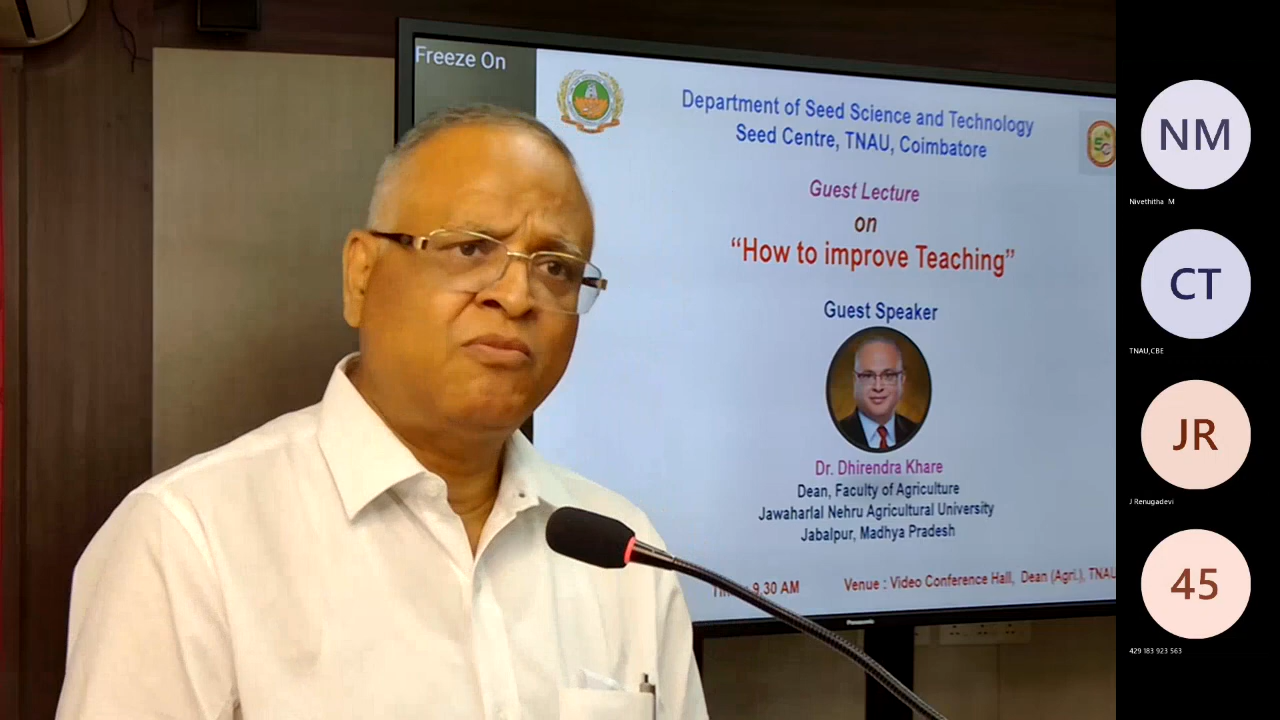 Freeze On
Department of Seed Science and Technology
Seed Centre, TNAU, Coimbatore
Guest Lecture
on
“How to improve Teaching”
Guest Speaker
Dr. Dhirendra Khare
Dean, Faculty of Agriculture
Jawaharlal Nehru Agricultural University
Jabalpur, Madhya Pradesh
9.30 AM
Venue : Video Conference Hall, Dean (Agri.), TNAU
Panasonic
NM
Nivethitha M
CT
TNAU,CBE
JR
J Renugadevi
45
429 183 923 563